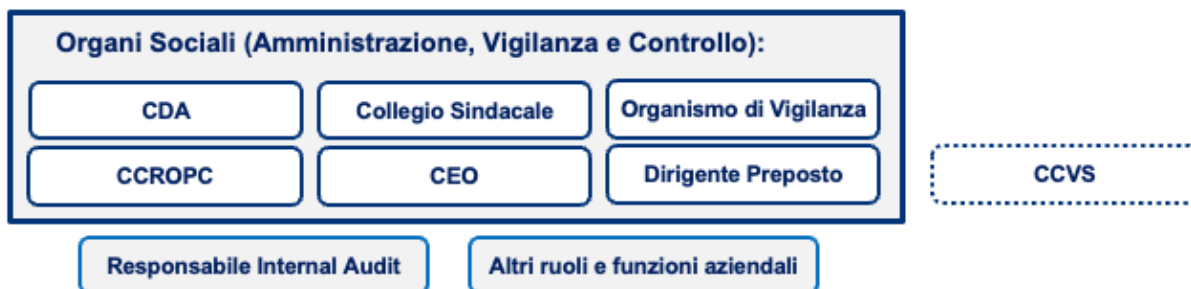 Organi Sociali (Amministrazione, Vigilanza e Controllo):
CDA
Collegio Sindacale
Organismo di Vigilanza
CCROPC
CEO
Dirigente Preposto
CCVS
Responsabile Internal Audit
Altri ruoli e funzioni aziendali